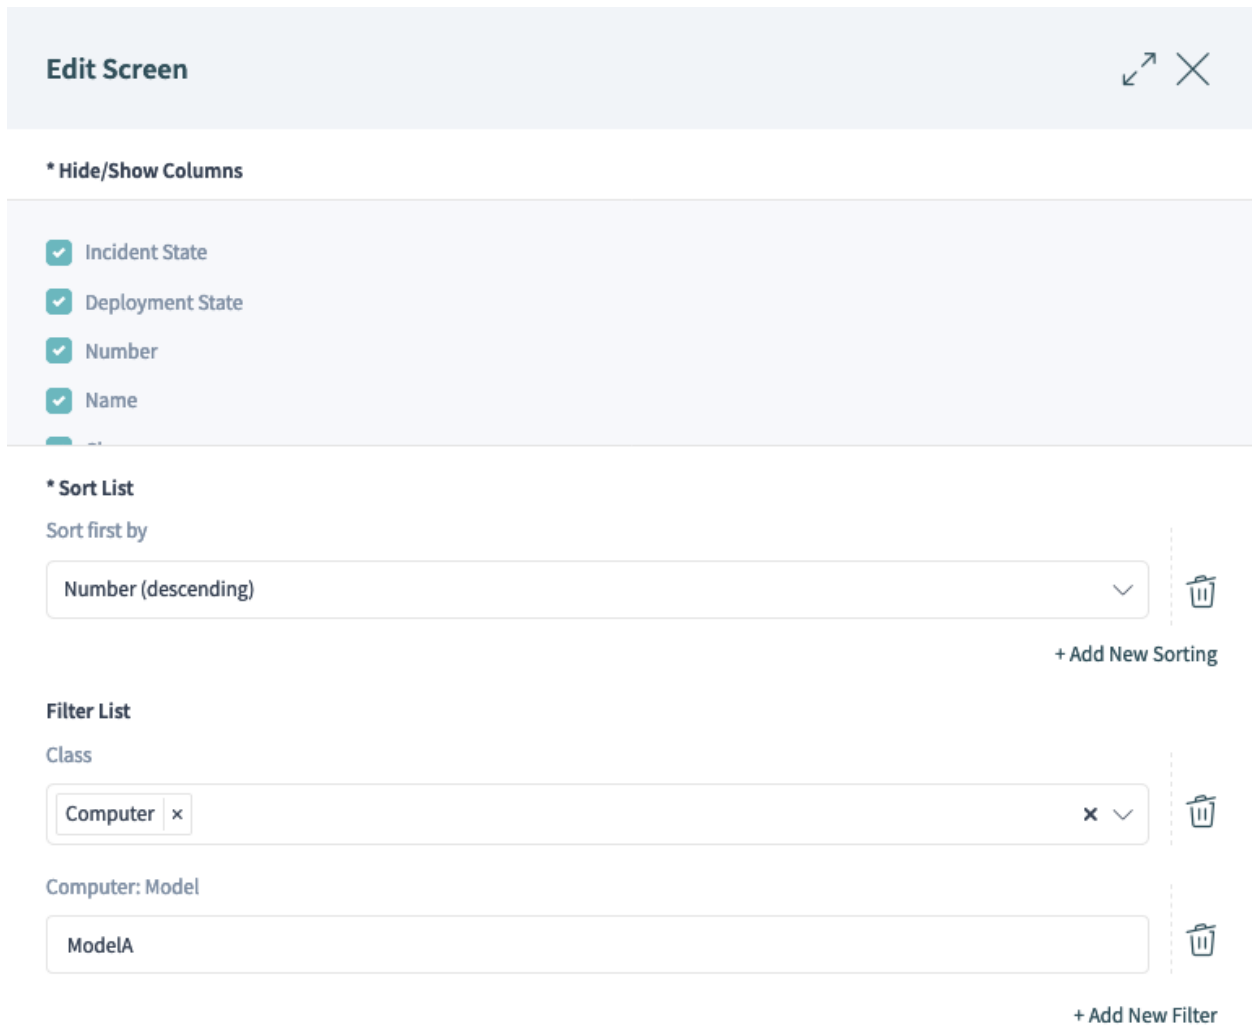 Edit Screen
* Hide/Show Columns
Incident State
Deployment State
Number
Name
* Sort List
Sort first by
Number (descending)
+ Add New Sorting
Filter List
Class
Computer ×
Computer: Model
ModelA
+ Add New Filter